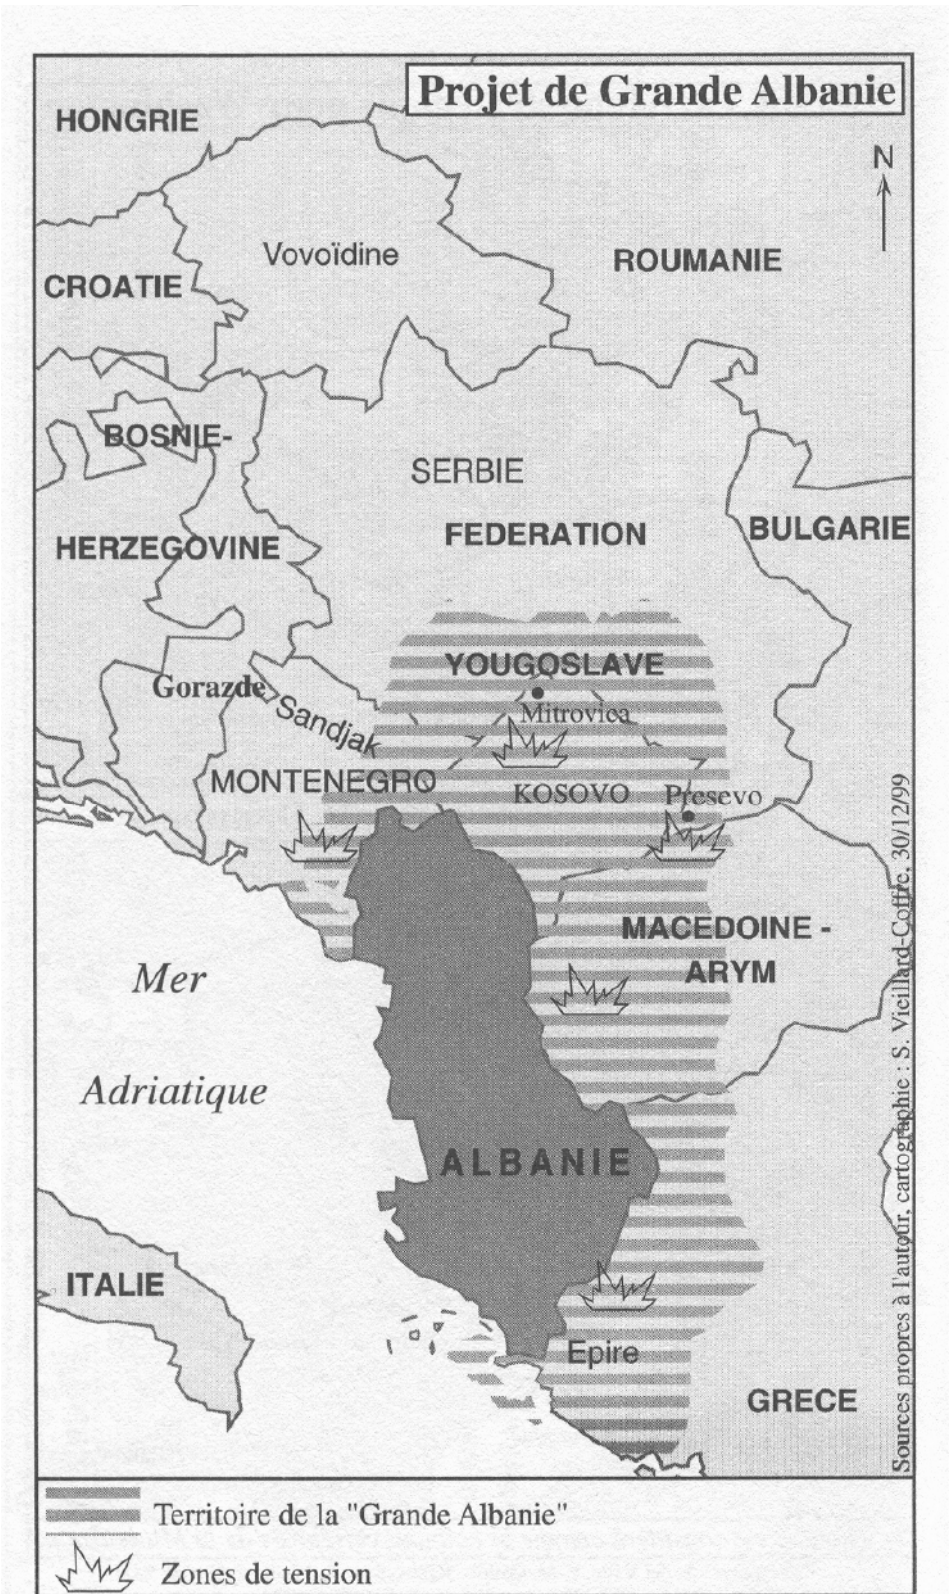 Projet de Grande Albanie
HONGRIE
N
Vovoïdine
ROUMANIE
CROATIE
BOSNIE-
SERBIE
FEDERATION
BULGARIE
HERZEGOVINE
YOUGOSLAVE
Gorazde
Mitrovica
Sandjak
MONTENEGRO
KOSOVO
Presevo
MACEDOINE -
ARYM
Mer
Adriatique
ALBANIE
ITALIE
Epire
GRECE
Sources propres à l'auteur, cartographie : S. Vieillard-Coffre, 30/12/99
Territoire de la "Grande Albanie"
Zones de tension